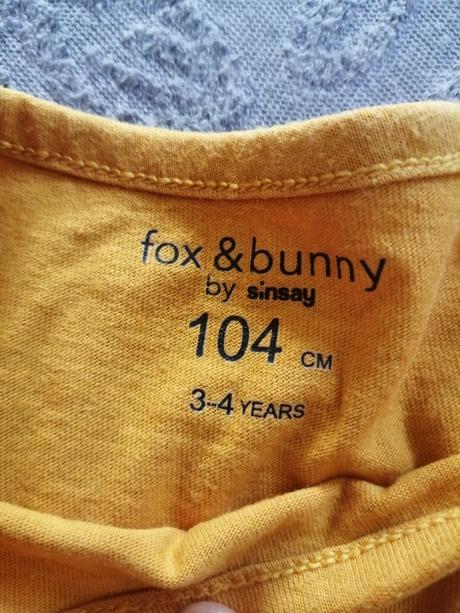 fox & bunny
by sinsay
104 CM
3-4 YEARS